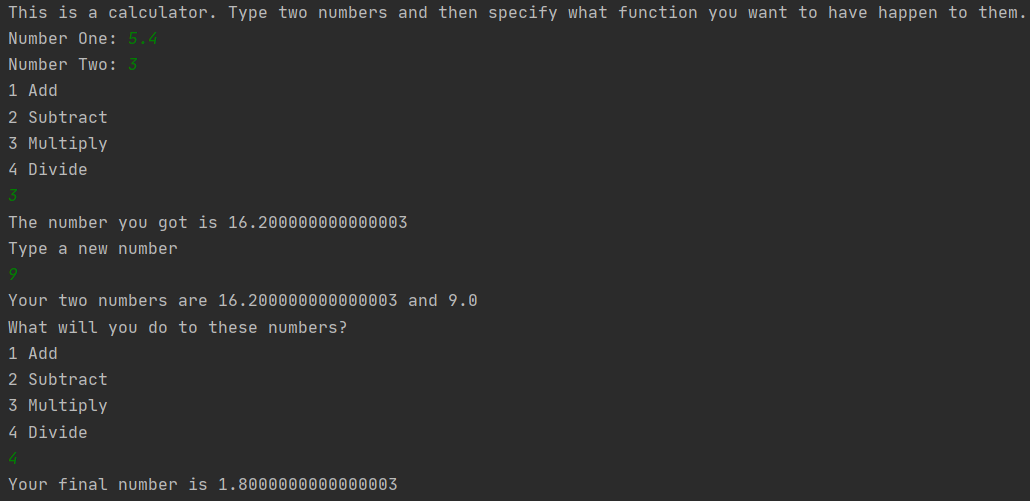 This is a calculator. Type two numbers and then specify what function you want to have happen to them.
Number One: 5.4
Number Two: 3
1 Add
2 Subtract
3 Multiply
4 Divide
3
The number you got is 16.200000000000003
Type a new number
9
Your two numbers are 16.200000000000003 and 9.0
What will you do to these numbers?
1 Add
2 Subtract
3 Multiply
4 Divide
4
Your final number is 1.8000000000000003